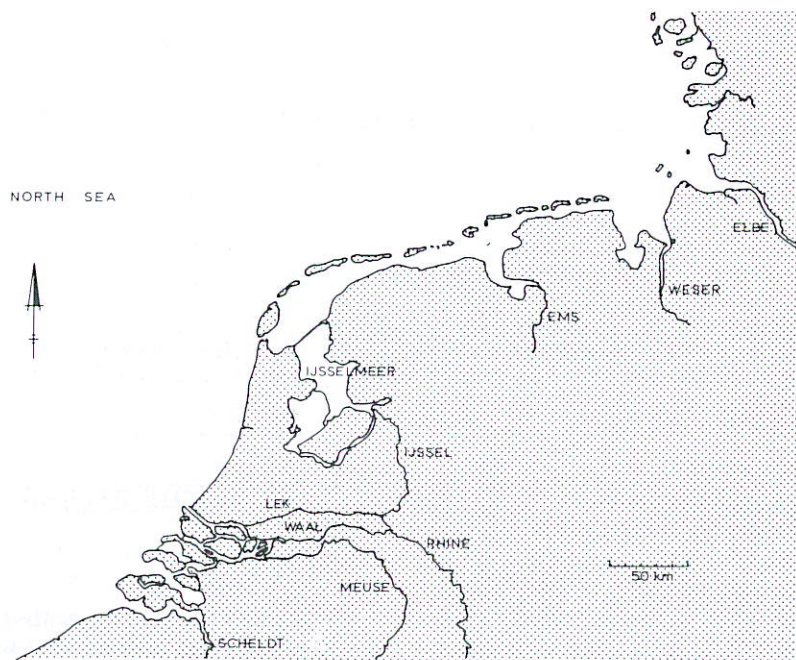 NORTH SEA
ELBE
WESER
EMS
IJSSELMEER
IJSSEL
LEK
WAAL
RHINE
50 km
MEUSE
SCHELDT